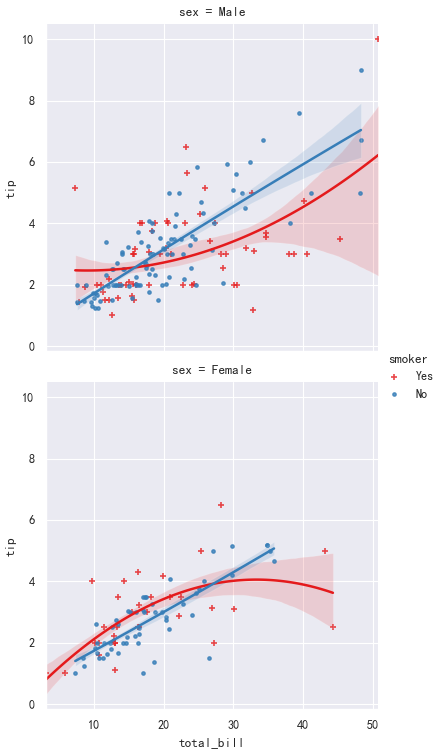 sex = Male
10
8
6
4
2
0
tip
smoker
Yes
No
sex = Female
10
8
6
4
2
0
tip
10
20
30
40
50
total_bill